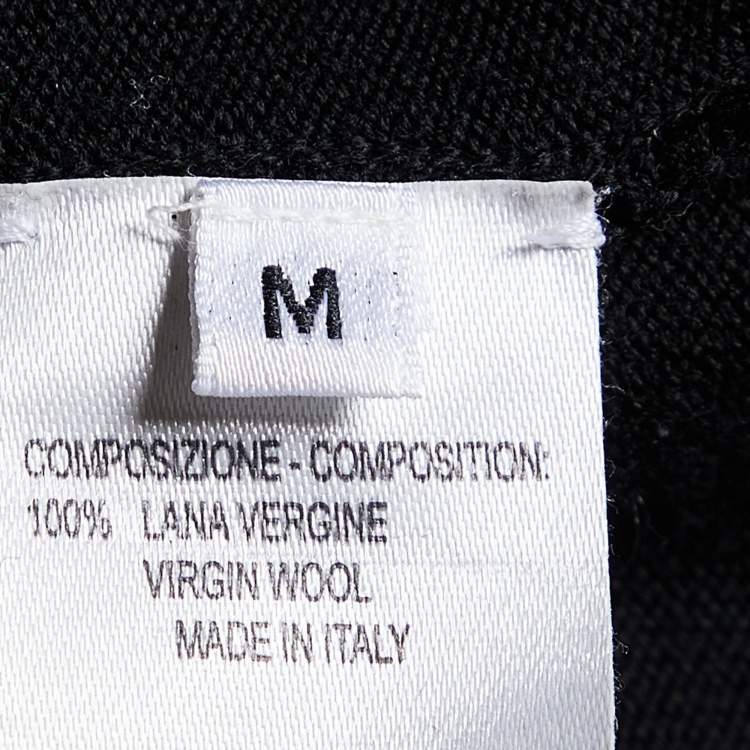 M
COMPOSIZIONE - COMPOSITION:
100% LANA VERGINE
VIRGIN WOOL
MADE IN ITALY